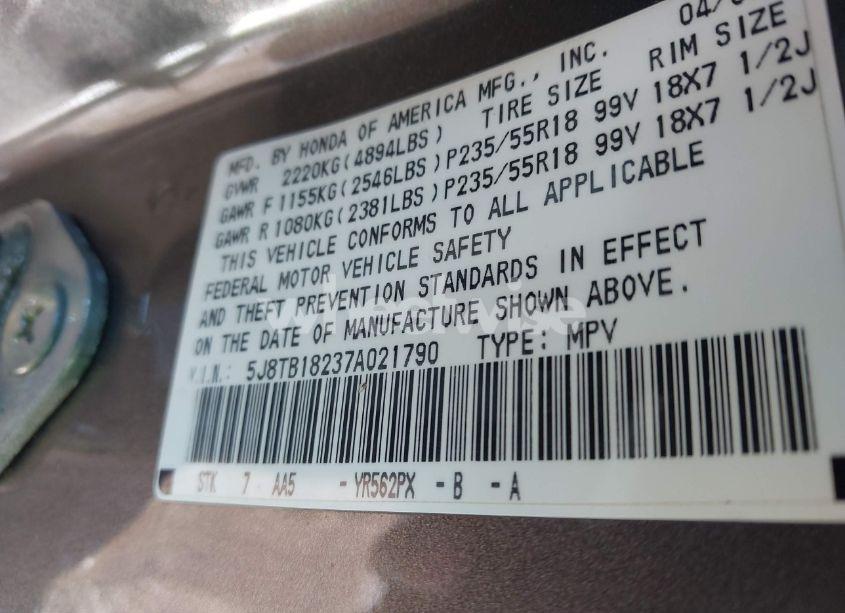 MFD. BY HONDA OF AMERICA MFG., INC. 04/
GVWR 2220KG(4894LBS) TIRE SIZE RIM SIZE
GAWR F 1155KG(2546LBS)P235/55R18 99V 18X7 1/2J
GAWR R 1080KG(2381LBS)P235/55R18 99V 18X7 1/2J
THIS VEHICLE CONFORMS TO ALL APPLICABLE
FEDERAL MOTOR VEHICLE SAFETY
AND THEFT PREVENTION STANDARDS IN EFFECT
ON THE DATE OF MANUFACTURE SHOWN ABOVE.
V.I.N.: 5J8TB18237A021790 TYPE: MPV
STK 7 AA5 - YR562PX - B - A